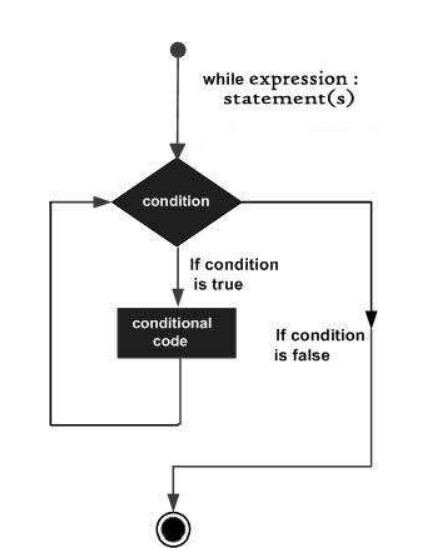 while expression :
statement(s)
condition
If condition
is true
conditional
code
If condition
is false